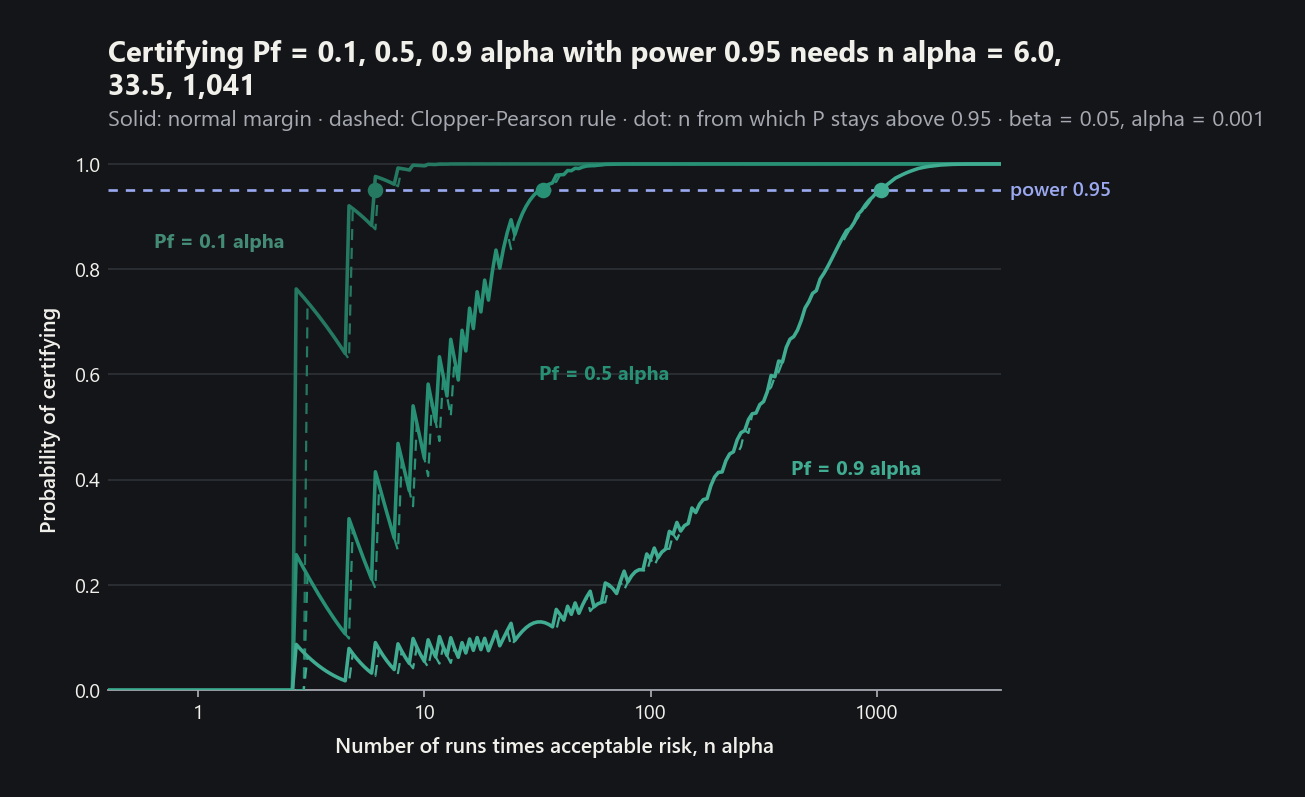 Certifying Pf = 0.1, 0.5, 0.9 alpha with power 0.95 needs n alpha = 6.0,
33.5, 1,041
Solid: normal margin · dashed: Clopper-Pearson rule · dot: n from which P stays above 0.95 · beta = 0.05, alpha = 0.001
1.0
power 0.95
Pf = 0.1 alpha
0.8
0.6
Pf = 0.5 alpha
Pf = 0.9 alpha
0.4
0.2
0.0
Probability of certifying
1
10
100
1000
Number of runs times acceptable risk, n alpha